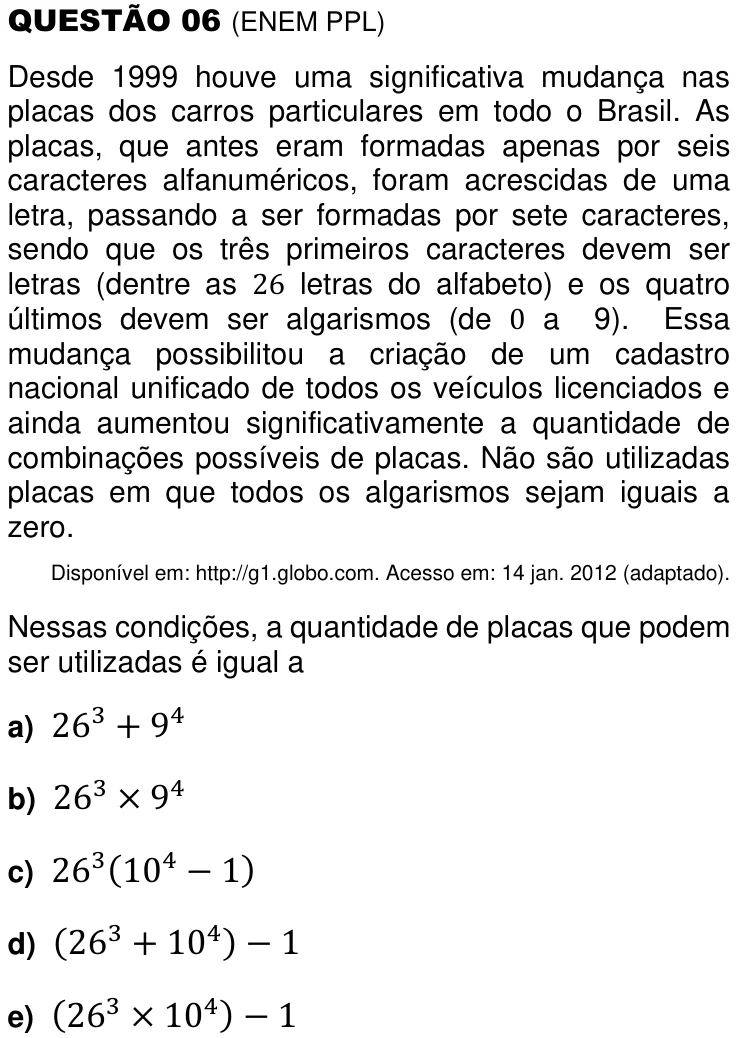 QUESTÃO 06 (ENEM PPL)
Desde 1999 houve uma significativa mudança nas
placas dos carros particulares em todo o Brasil. As
placas, que antes eram formadas apenas por seis
caracteres alfanuméricos, foram acrescidas de uma
letra, passando a ser formadas por sete caracteres,
sendo que os três primeiros caracteres devem ser
letras (dentre as 26 letras do alfabeto) e os quatro
últimos devem ser algarismos (de 0 a 9). Essa
mudança possibilitou a criação de um cadastro
nacional unificado de todos os veículos licenciados e
ainda aumentou significativamente a quantidade de
combinações possíveis de placas. Não são utilizadas
placas em que todos os algarismos sejam iguais a
zero.
Disponível em: http://g1.globo.com. Acesso em: 14 jan. 2012 (adaptado).
Nessas condições, a quantidade de placas que podem
ser utilizadas é igual a
a) 26³ + 9⁴
b) 26³ × 9⁴
c) 26³(10⁴ − 1)
d) (26³ + 10⁴) − 1
e) (26³ × 10⁴) − 1